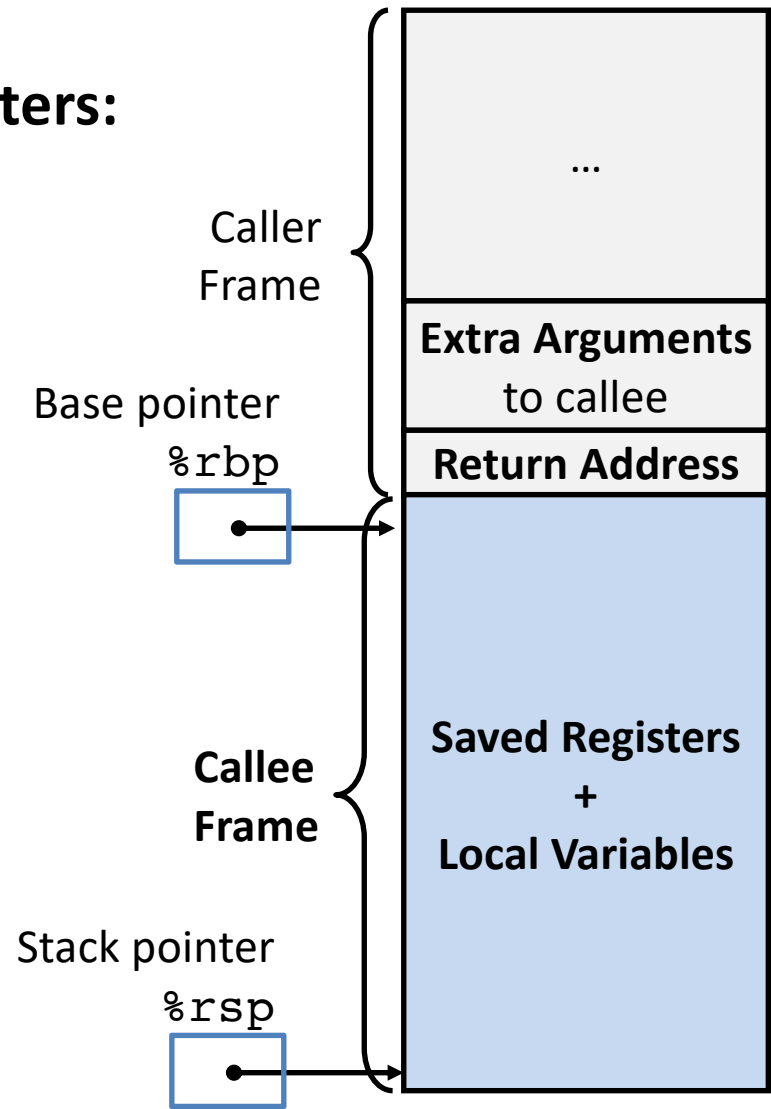 ters:
...
Caller
Frame
Extra Arguments
to callee
Base pointer
%rbp
Return Address
Saved Registers
+
Local Variables
Callee
Frame
Stack pointer
%rsp